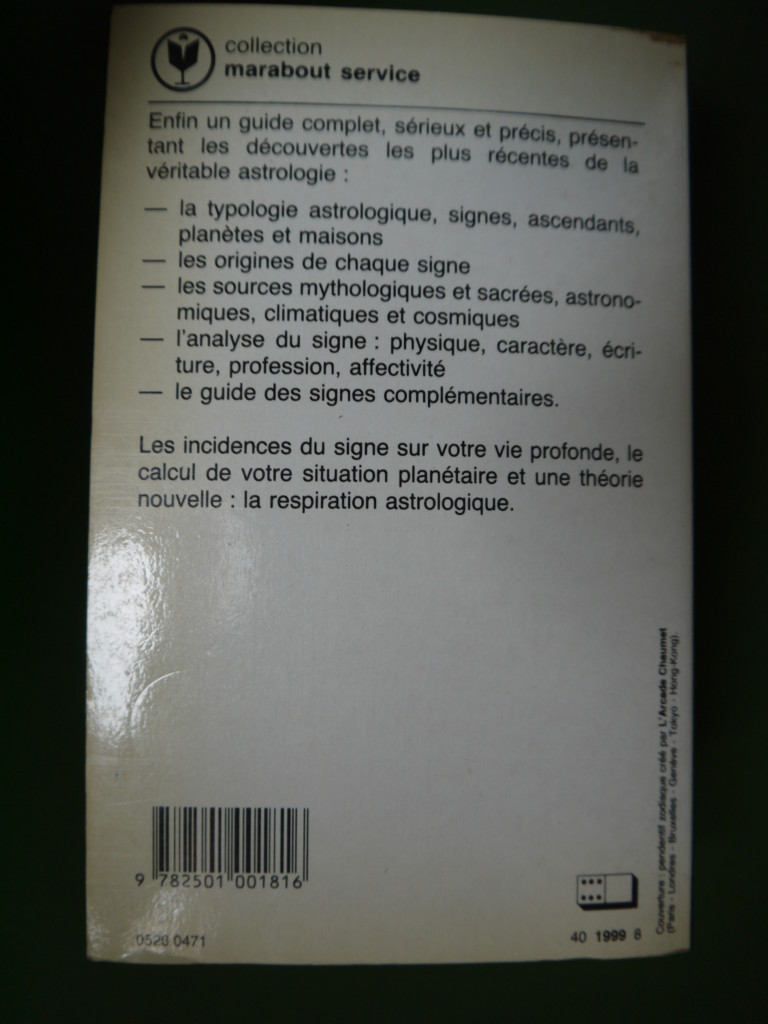 collection
marabout service
Enfin un guide complet, sérieux et précis, présen-
tant les découvertes les plus récentes de la
véritable astrologie :
— la typologie astrologique, signes, ascendants,
planètes et maisons
— les origines de chaque signe
— les sources mythologiques et sacrées, astrono-
miques, climatiques et cosmiques
— l'analyse du signe : physique, caractère, écri-
ture, profession, affectivité
— le guide des signes complémentaires.
Les incidences du signe sur votre vie profonde, le
calcul de votre situation planétaire et une théorie
nouvelle : la respiration astrologique.
Couverture : pendentif zodiaque créé par L'Arcade Chaumet
(Paris - Londres - Bruxelles - Genève - Tokyo - Hong-Kong).
9 782501 001816
0520 0471
40 1999 8